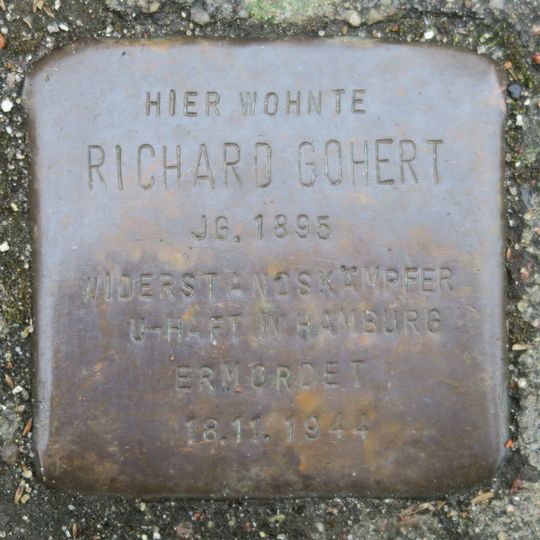 HIER WOHNTE
RICHARD GOHERT
JG. 1895
WIDERSTANDSKÄMPFER
U-HAFT IN HAMBURG
ERMORDET
18.11. 1944